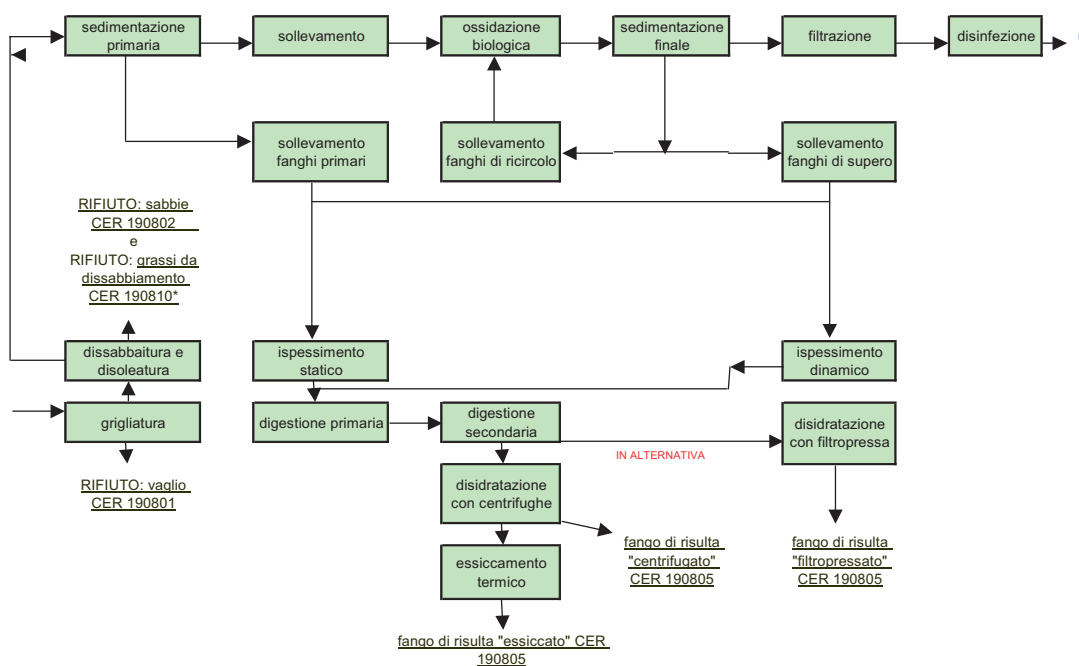 sedimentazione
primaria
sollevamento
ossidazione
biologica
sedimentazione
finale
filtrazione
disinfezione
sollevamento
fanghi primari
sollevamento
fanghi di ricircolo
sollevamento
fanghi di supero
RIFIUTO: sabbie
CER 190802
e
RIFIUTO: grassi da
dissabbiamento
CER 190810*
dissabbaitura e
disoleatura
ispessimento
statico
ispessimento
dinamico
grigliatura
digestione primaria
digestione
secondaria
disidratazione
con filtropressa
IN ALTERNATIVA
RIFIUTO: vaglio
CER 190801
disidratazione
con centrifughe
fango di risulta
"centrifugato"
CER 190805
fango di risulta
"filtropressato"
CER 190805
essiccamento
termico
fango di risulta "essiccato" CER
190805